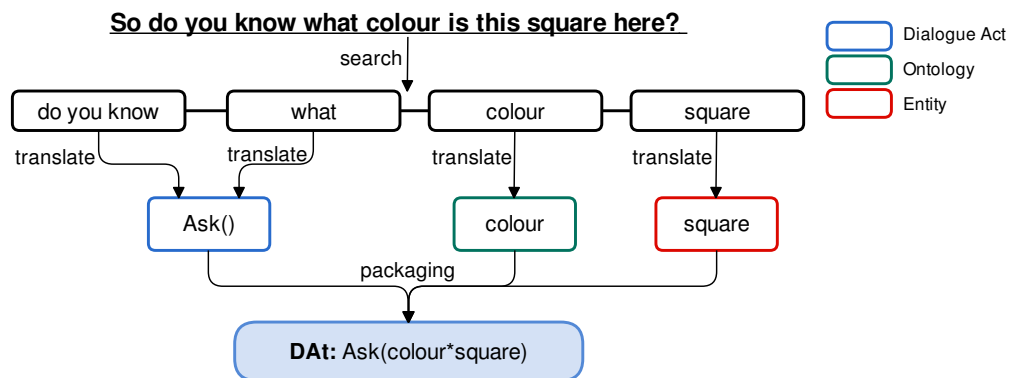 So do you know what colour is this square here?
Dialogue Act
Ontology
Entity
search
do you know
what
colour
square
translate
translate
translate
translate
Ask()
colour
square
packaging
DAt: Ask(colour*square)